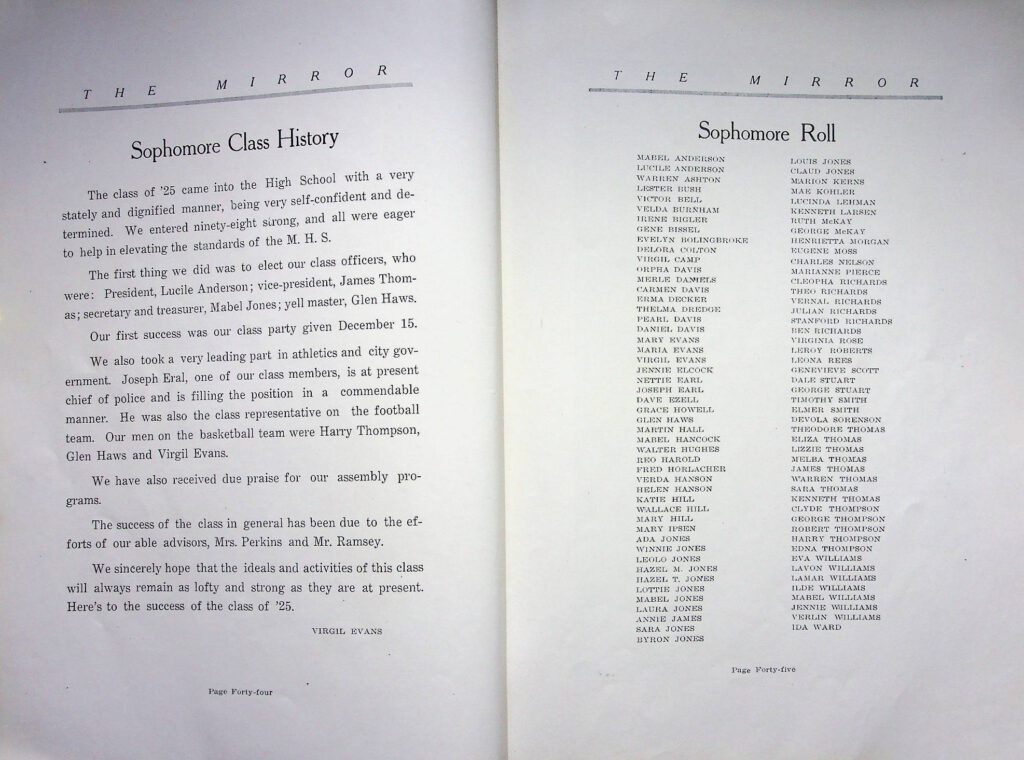 THE MIRROR
Sophomore Class History
The class of '25 came into the High School with a very
stately and dignified manner, being very self-confident and de-
termined. We entered ninety-eight strong, and all were eager
to help in elevating the standards of the M. H. S.
The first thing we did was to elect our class officers, who
were: President, Lucile Anderson; vice-president, James Thom-
as; secretary and treasurer, Mabel Jones; yell master, Glen Haws.
Our first success was our class party given December 15.
We also took a very leading part in athletics and city gov-
ernment. Joseph Eral, one of our class members, is at present
chief of police and is filling the position in a commendable
manner. He was also the class representative on the football
team. Our men on the basketball team were Harry Thompson,
Glen Haws and Virgil Evans.
We have also received due praise for our assembly pro-
grams.
The success of the class in general has been due to the ef-
forts of our able advisors, Mrs. Perkins and Mr. Ramsey.
We sincerely hope that the ideals and activities of this class
will always remain as lofty and strong as they are at present.
Here's to the success of the class of '25.
VIRGIL EVANS
Page Forty-four
THE MIRROR
Sophomore Roll
MABEL ANDERSON
LUCILE ANDERSON
WARREN ASHTON
LESTER BUSH
VICTOR BELL
VELDA BURNHAM
IRENE BIGLER
GENE BISSEL
EVELYN BOLINGBROKE
DELORA COLTON
VIRGIL CAMP
ORPHA DAVIS
MERLE DANIELS
CARMEN DAVIS
ERMA DECKER
THELMA DREDGE
PEARL DAVIS
DANIEL DAVIS
MARY EVANS
MARIA EVANS
VIRGIL EVANS
JENNIE ELCOCK
NETTIE EARL
JOSEPH EARL
DAVE EZELL
GRACE HOWELL
GLEN HAWS
MARTIN HALL
MABEL HANCOCK
WALTER HUGHES
REO HAROLD
FRED HORLACHER
VERDA HANSON
HELEN HANSON
KATIE HILL
WALLACE HILL
MARY HILL
MARY IPSEN
ADA JONES
WINNIE JONES
LEOLO JONES
HAZEL M. JONES
HAZEL T. JONES
LOTTIE JONES
MABEL JONES
LAURA JONES
ANNIE JAMES
SARA JONES
BYRON JONES
LOUIS JONES
CLAUD JONES
MARION KERNS
MAE KOHLER
LUCINDA LEHMAN
KENNETH LARSEN
RUTH McKAY
GEORGE McKAY
HENRIETTA MORGAN
EUGENE MOSS
CHARLES NELSON
MARIANNE PIERCE
CLEOPHA RICHARDS
THEO RICHARDS
VERNAL RICHARDS
JULIAN RICHARDS
STANFORD RICHARDS
BEN RICHARDS
VIRGINIA ROSE
LEROY ROBERTS
LEONA REES
GENEVIEVE SCOTT
DALE STUART
GEORGE STUART
TIMOTHY SMITH
ELMER SMITH
DEVOLA SORENSON
THEODORE THOMAS
ELIZA THOMAS
LIZZIE THOMAS
MELBA THOMAS
JAMES THOMAS
WARREN THOMAS
SARA THOMAS
KENNETH THOMAS
CLYDE THOMPSON
GEORGE THOMPSON
ROBERT THOMPSON
HARRY THOMPSON
EDNA THOMPSON
EVA WILLIAMS
LAVON WILLIAMS
LAMAR WILLIAMS
ILDE WILLIAMS
MABEL WILLIAMS
JENNIE WILLIAMS
VERLIN WILLIAMS
IDA WARD
Page Forty-five